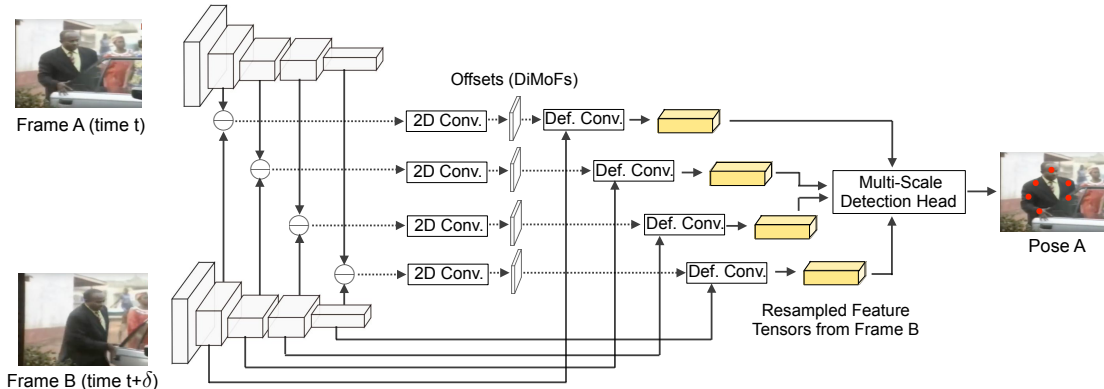 Frame A (time t)
Offsets (DiMoFs)
2D Conv.
Def. Conv.
2D Conv.
Def. Conv.
2D Conv.
Def. Conv.
2D Conv.
Def. Conv.
Multi-Scale
Detection Head
Pose A
Resampled Feature
Tensors from Frame B
Frame B (time t+δ)